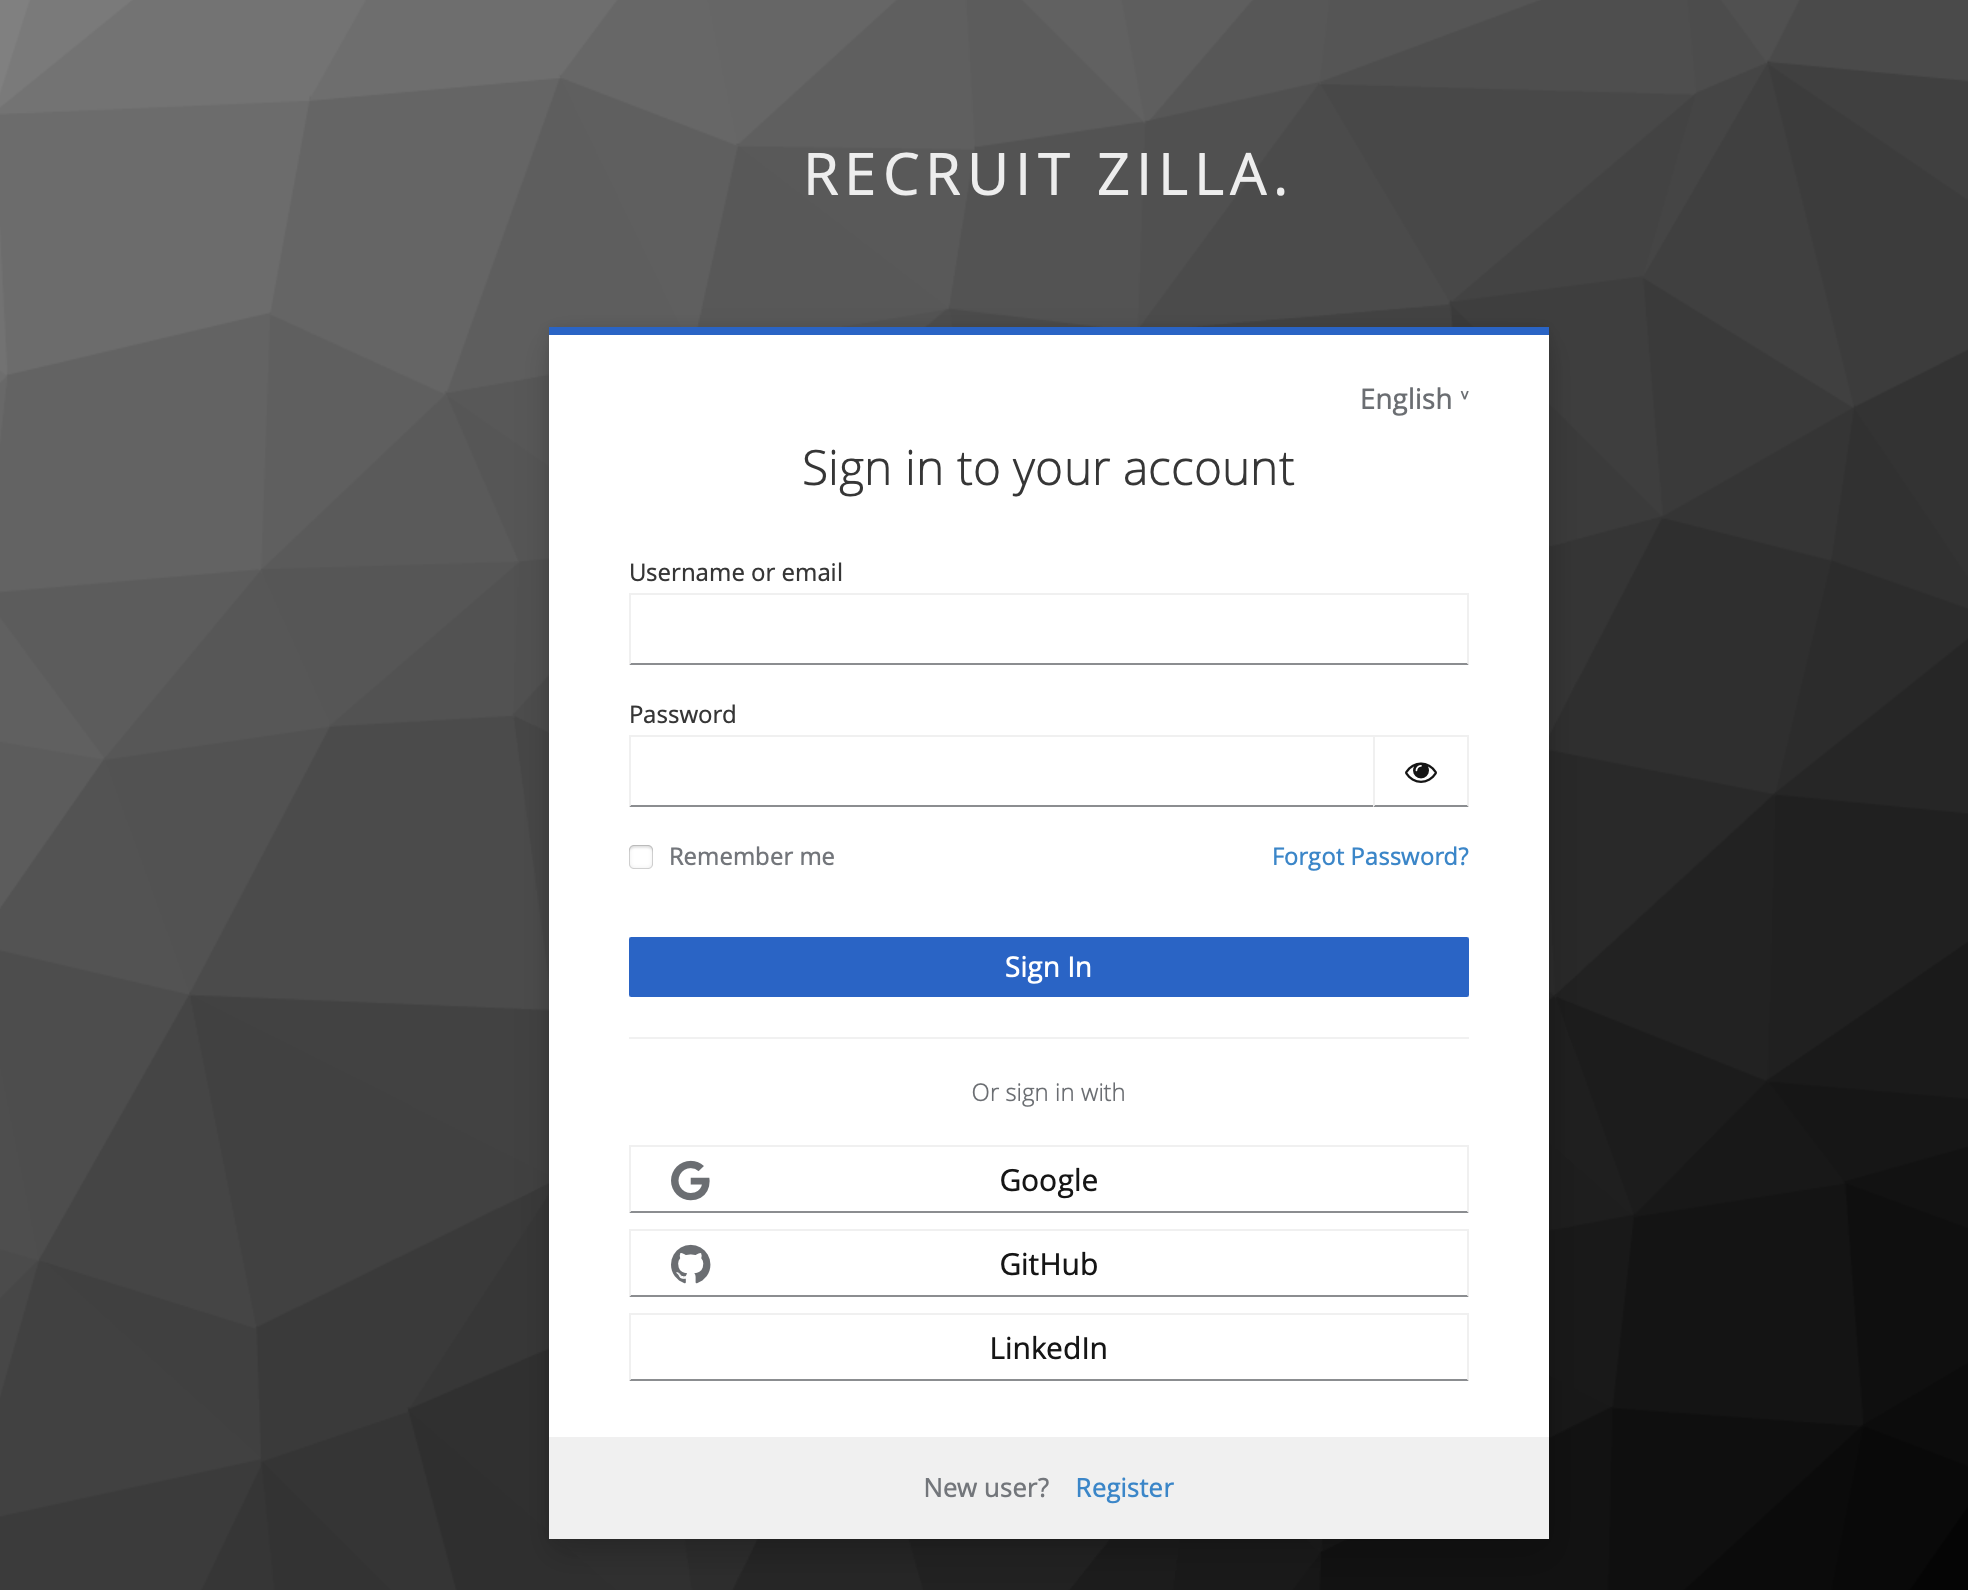 RECRUIT ZILLA.
English ˅
Sign in to your account
Username or email
Password
Remember me
Forgot Password?
Sign In
Or sign in with
Google
GitHub
LinkedIn
New user? Register